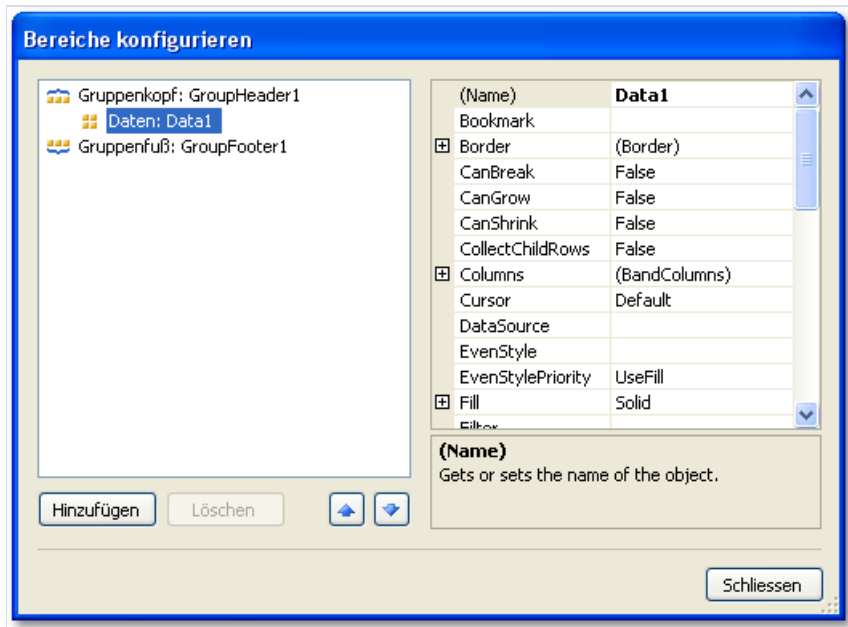 Bereiche konfigurieren
Gruppenkopf: GroupHeader1
Daten: Data1
Gruppenfuß: GroupFooter1
Hinzufügen
Löschen
(Name) Data1
Bookmark
Border (Border)
CanBreak False
CanGrow False
CanShrink False
CollectChildRows False
Columns (BandColumns)
Cursor Default
DataSource
EvenStyle
EvenStylePriority UseFill
Fill Solid
Filter
(Name)
Gets or sets the name of the object.
Schliessen